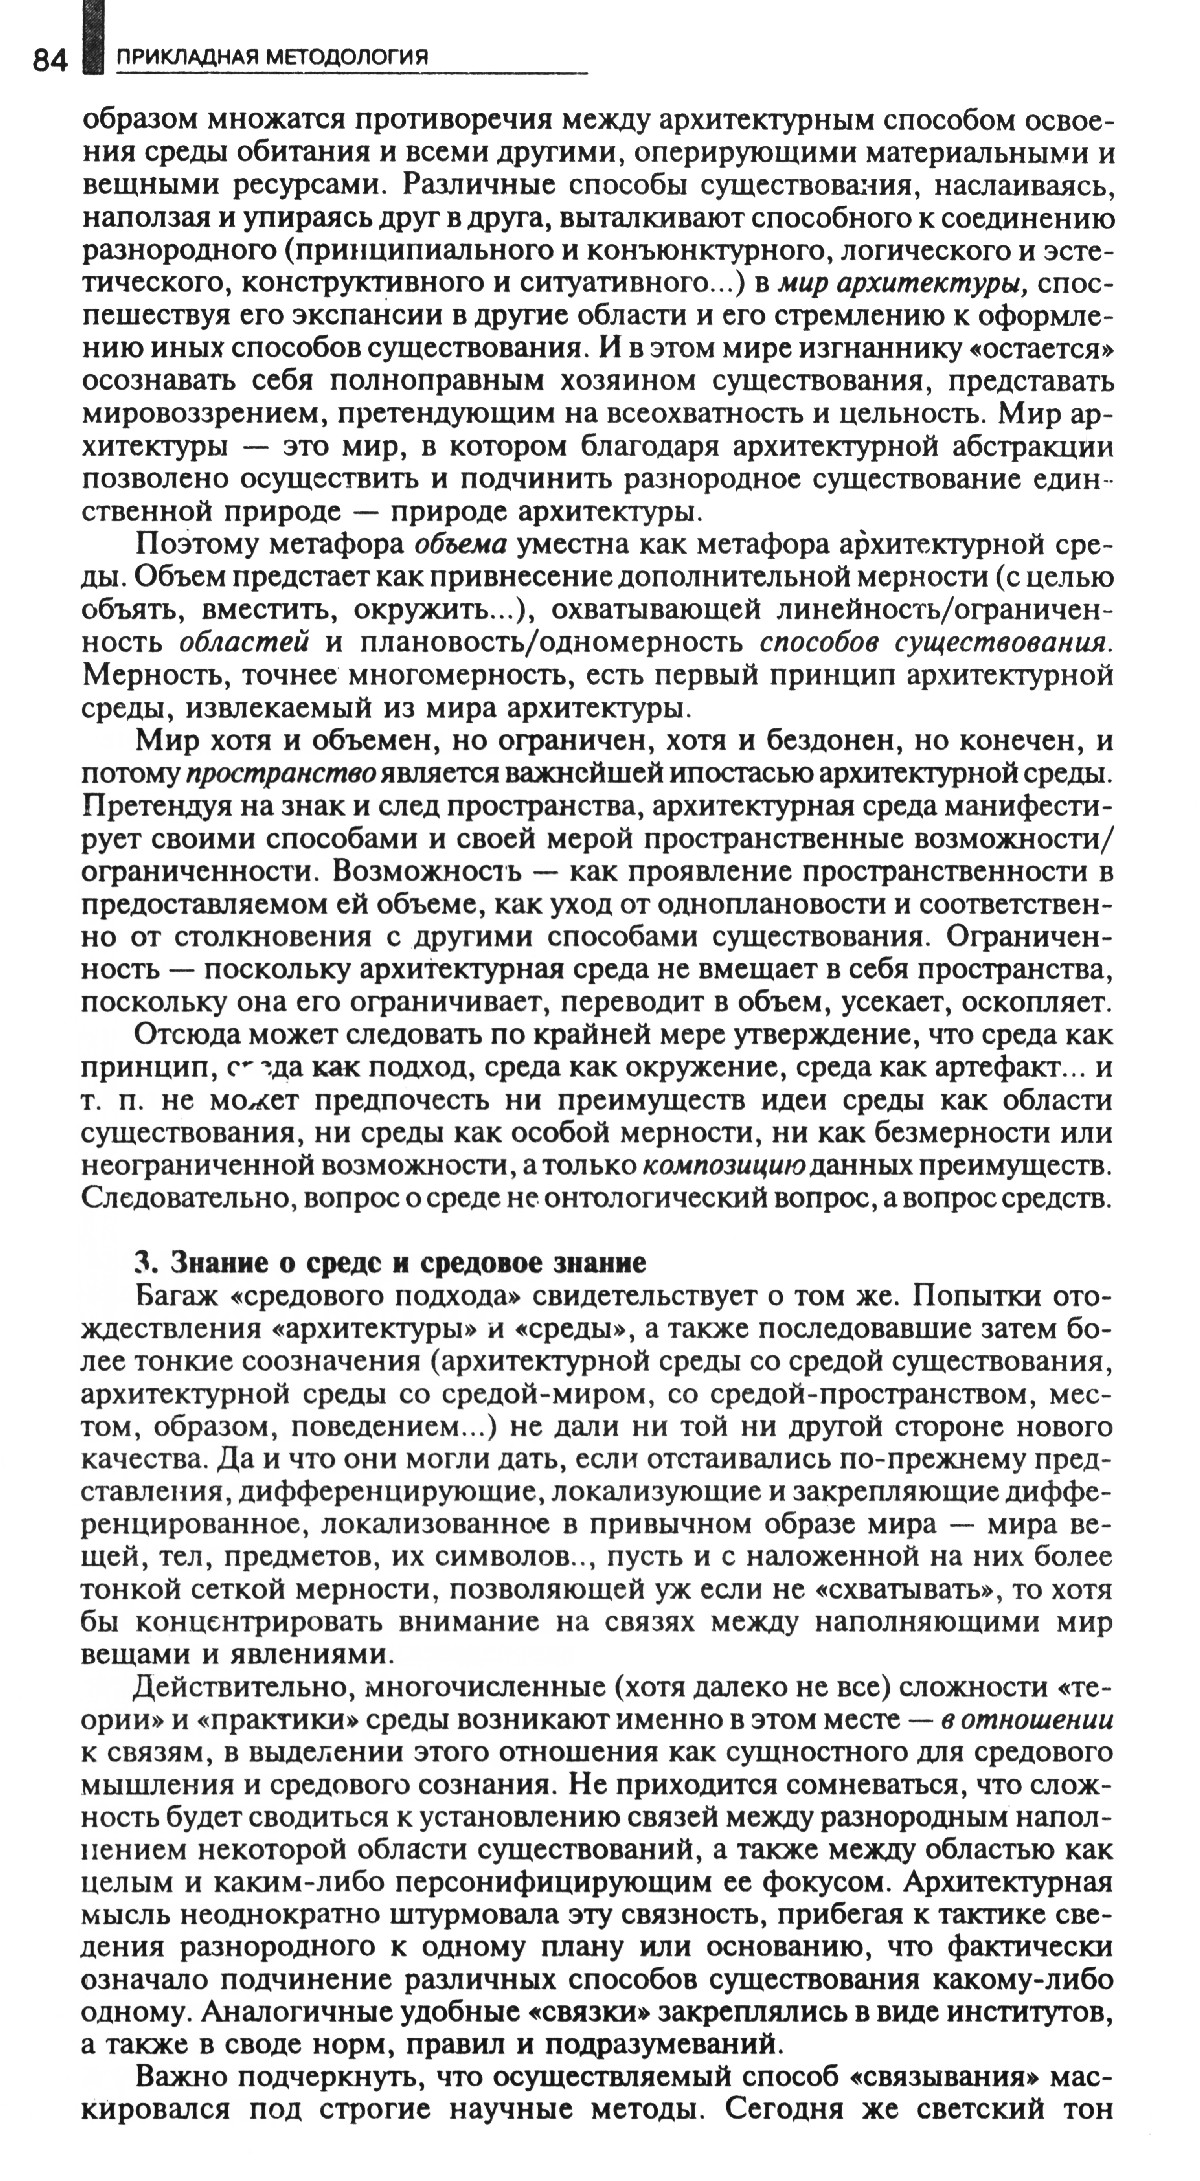 84 ПРИКЛАДНАЯ МЕТОДОЛОГИЯ
образом множатся противоречия между архитектурным способом освое-
ния среды обитания и всеми другими, оперирующими материальными и
вещными ресурсами. Различные способы существования, наслаиваясь,
наползая и упираясь друг в друга, выталкивают способного к соединению
разнородного (принципиального и конъюнктурного, логического и эсте-
тического, конструктивного и ситуативного...) в мир архитектуры, спос-
пешествуя его экспансии в другие области и его стремлению к оформле-
нию иных способов существования. И в этом мире изгнаннику «остается»
осознавать себя полноправным хозяином существования, представать
мировоззрением, претендующим на всеохватность и цельность. Мир ар-
хитектуры — это мир, в котором благодаря архитектурной абстракции
позволено осуществить и подчинить разнородное существование един-
ственной природе — природе архитектуры.
Поэтому метафора объема уместна как метафора архитектурной сре-
ды. Объем предстает как привнесение дополнительной мерности (с целью
объять, вместить, окружить...), охватывающей линейность/ограничен-
ность областей и плановость/одномерность способов существования.
Мерность, точнее многомерность, есть первый принцип архитектурной
среды, извлекаемый из мира архитектуры.
Мир хотя и объемен, но ограничен, хотя и бездонен, но конечен, и
потому пространство является важнейшей ипостасью архитектурной среды.
Претендуя на знак и след пространства, архитектурная среда манифести-
рует своими способами и своей мерой пространственные возможности/
ограниченности. Возможность — как проявление пространственности в
предоставляемом ей объеме, как уход от одноплановости и соответствен-
но от столкновения с другими способами существования. Ограничен-
ность — поскольку архитектурная среда не вмещает в себя пространства,
поскольку она его ограничивает, переводит в объем, усекает, оскопляет.
Отсюда может следовать по крайней мере утверждение, что среда как
принцип, среда как подход, среда как окружение, среда как артефакт... и
т. п. не может предпочесть ни преимуществ идеи среды как области
существования, ни среды как особой мерности, ни как безмерности или
неограниченной возможности, а только композицию данных преимуществ.
Следовательно, вопрос о среде не онтологический вопрос, а вопрос средств.
3. Знание о среде и средовое знание
Багаж «средового подхода» свидетельствует о том же. Попытки ото-
ждествления «архитектуры» и «среды», а также последовавшие затем бо-
лее тонкие соозначения (архитектурной среды со средой существования,
архитектурной среды со средой-миром, со средой-пространством, мес-
том, образом, поведением...) не дали ни той ни другой стороне нового
качества. Да и что они могли дать, если отстаивались по-прежнему пред-
ставления, дифференцирующие, локализующие и закрепляющие диффе-
ренцированное, локализованное в привычном образе мира — мира ве-
щей, тел, предметов, их символов.., пусть и с наложенной на них более
тонкой сеткой мерности, позволяющей уж если не «схватывать», то хотя
бы концентрировать внимание на связях между наполняющими мир
вещами и явлениями.
Действительно, многочисленные (хотя далеко не все) сложности «те-
ории» и «практики» среды возникают именно в этом месте — в отношении
к связям, в выделении этого отношения как сущностного для средового
мышления и средового сознания. Не приходится сомневаться, что слож-
ность будет сводиться к установлению связей между разнородным напол-
нением некоторой области существований, а также между областью как
целым и каким-либо персонифицирующим ее фокусом. Архитектурная
мысль неоднократно штурмовала эту связность, прибегая к тактике све-
дения разнородного к одному плану или основанию, что фактически
означало подчинение различных способов существования какому-либо
одному. Аналогичные удобные «связки» закреплялись в виде институтов,
а также в своде норм, правил и подразумеваний.
Важно подчеркнуть, что осуществляемый способ «связывания» мас-
кировался под строгие научные методы. Сегодня же светский тон